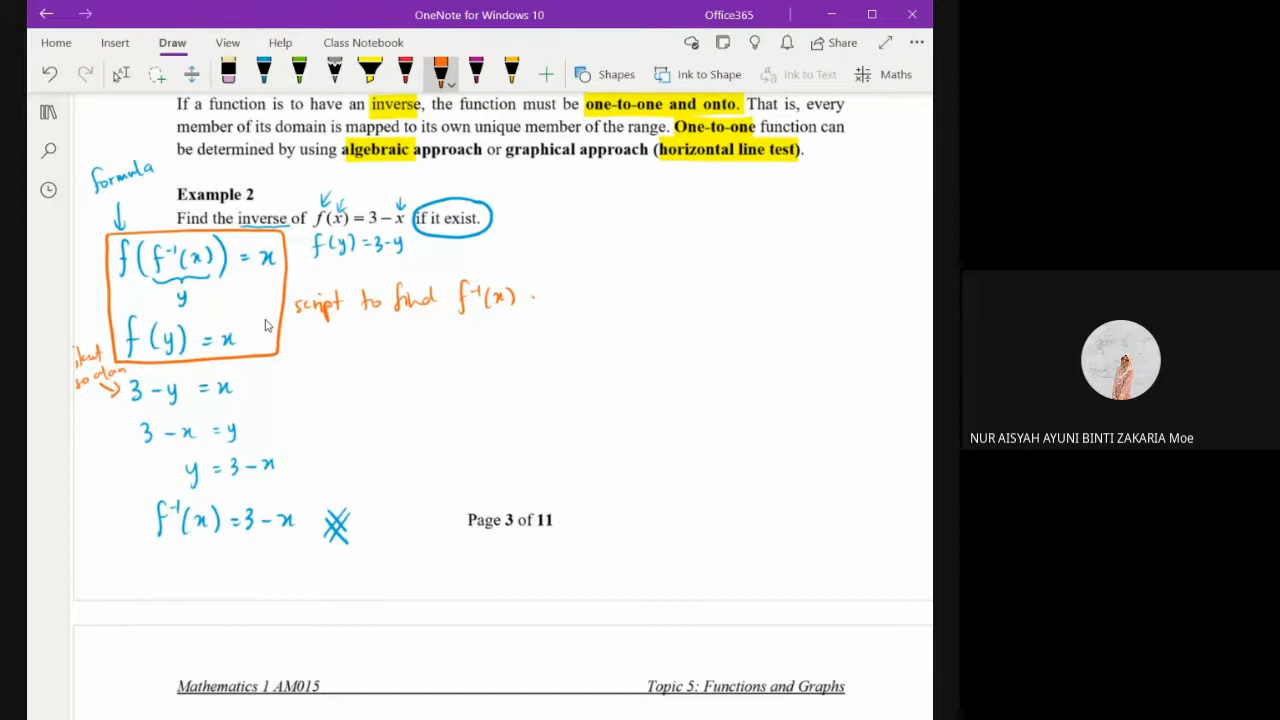 OneNote for Windows 10
Office365
Home Insert Draw View Help Class Notebook
Share
Shapes
Ink to Shape
Ink to Text
Maths
If a function is to have an inverse, the function must be one-to-one and onto. That is, every
member of its domain is mapped to its own unique member of the range. One-to-one function can
be determined by using algebraic approach or graphical approach (horizontal line test).
formula
Example 2
Find the inverse of f(x) = 3 − x if it exist.
f(y) = 3-y
f(f⁻¹(x)) = x
y
script to find f⁻¹(x).
f(y) = x
ikut
soalan
3 - y = x
3 - x = y
y = 3 - x
f⁻¹(x) = 3 - x
Page 3 of 11
NUR AISYAH AYUNI BINTI ZAKARIA Moe
Mathematics 1 AM015
Topic 5: Functions and Graphs